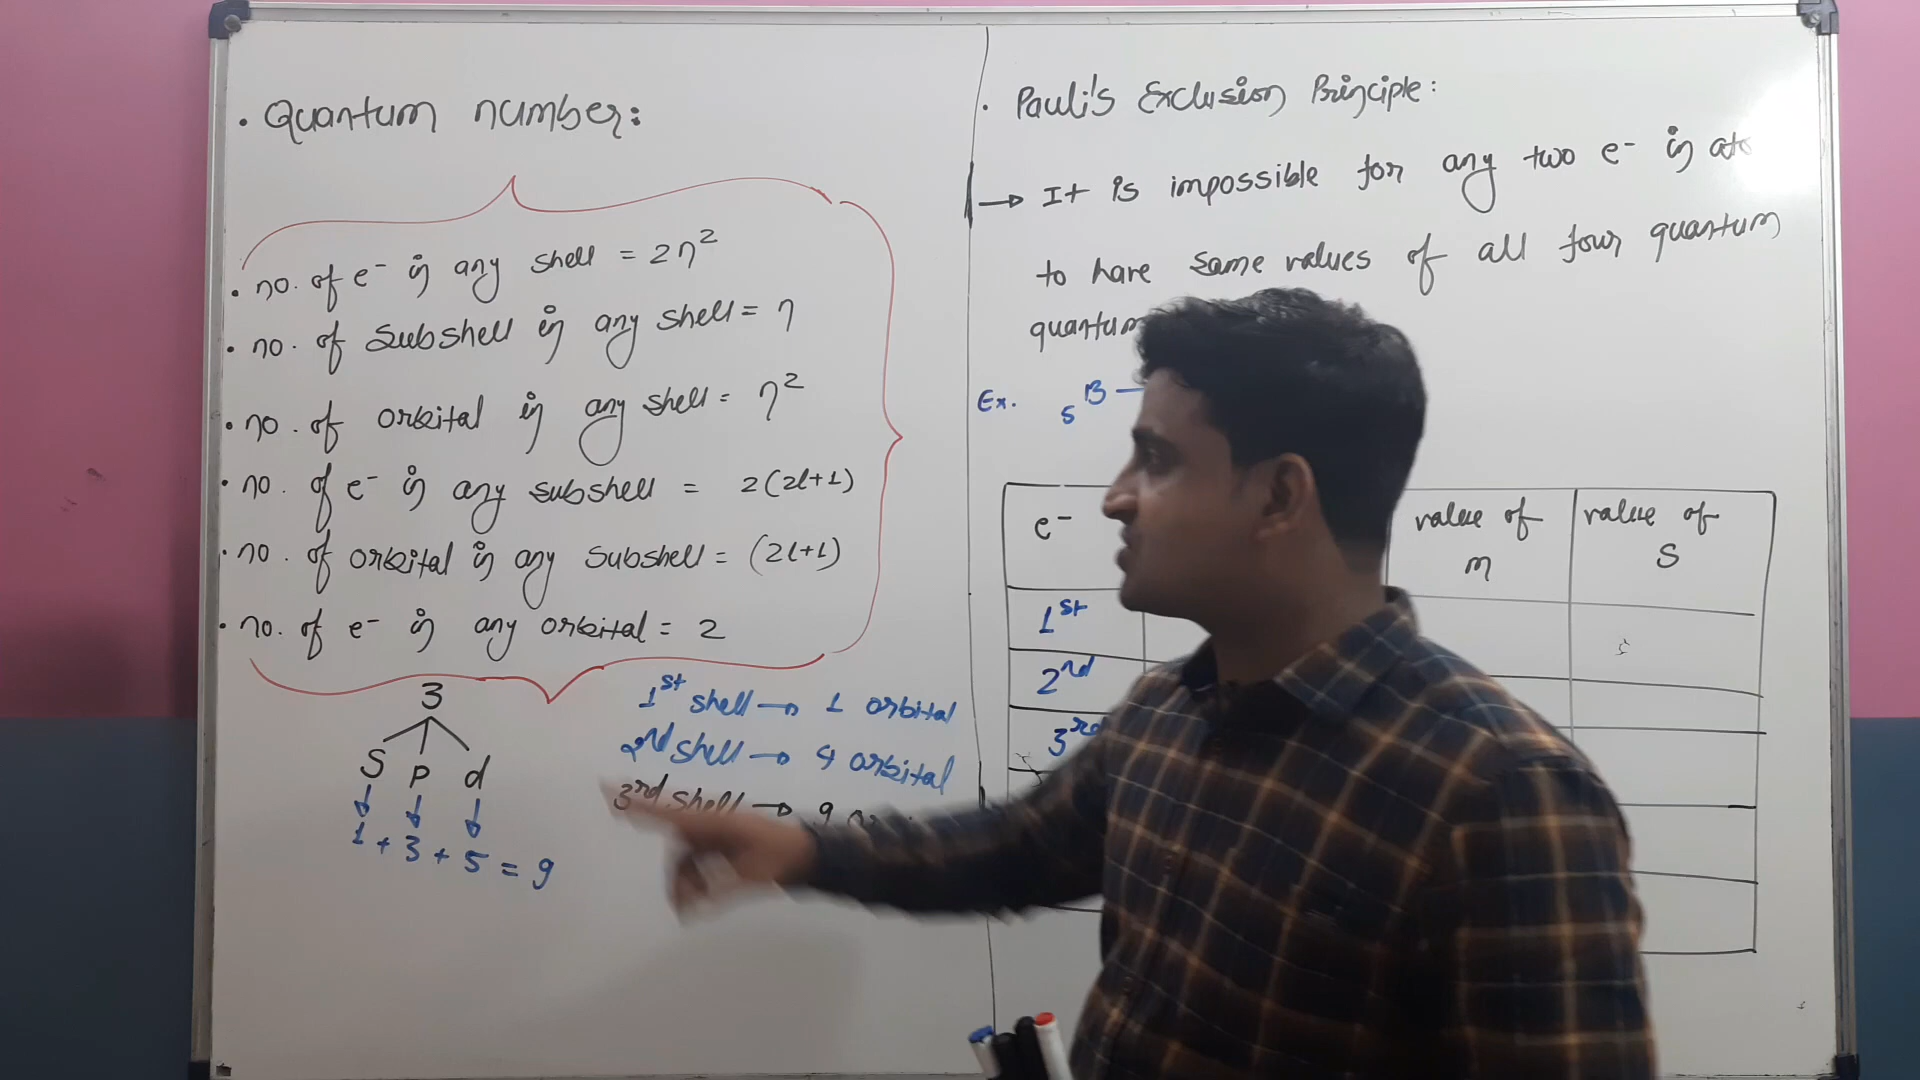 . Quantum number:
. no. of e- in any shell = 2n²
. no. of subshell in any shell = n
. no. of orbital in any shell = n²
. no. of e- in any subshell = 2(2l+1)
. no. of orbital in any subshell = (2l+1)
. no. of e- in any orbital = 2
3
S P d
1 + 3 + 5 = 9
1st shell → 1 orbital
2nd shell → 4 orbital
3rd shell → 9
. Pauli's Exclusion Principle:
→ It is impossible for any two e- in
to have same values of all four quantum
quantum
Ex. 5B
e-
value of m
value of S
1st
2nd
3rd